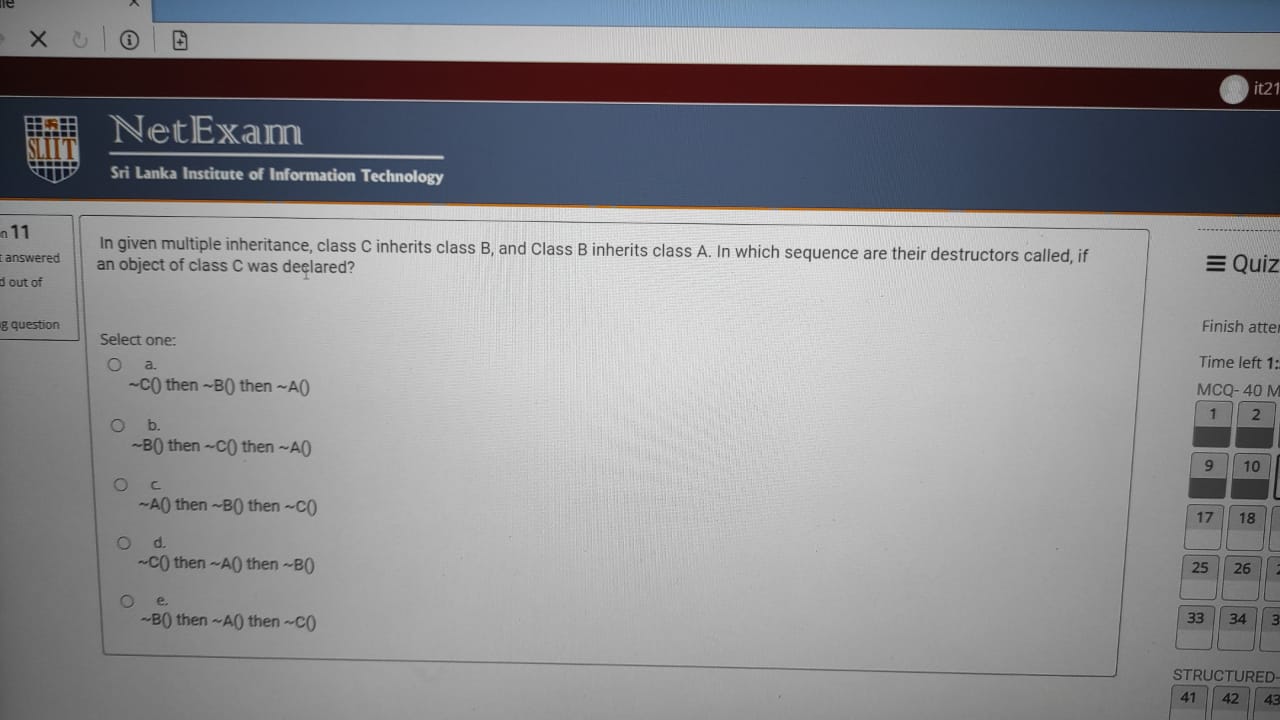 it21
SLIIT
NetExam
Sri Lanka Institute of Information Technology
11
answered
out of
question
In given multiple inheritance, class C inherits class B, and Class B inherits class A. In which sequence are their destructors called, if
an object of class C was declared?
Select one:
a.
~C() then ~B() then ~A()
b.
~B() then ~C() then ~A()
c.
~A() then ~B() then ~C()
d.
~C() then ~A() then ~B()
e.
~B() then ~A() then ~C()
Quiz
Finish atte
Time left 1:
MCQ- 40 M
1 2
9 10
17 18
25 26
33 34 3
STRUCTURED-
41 42 43